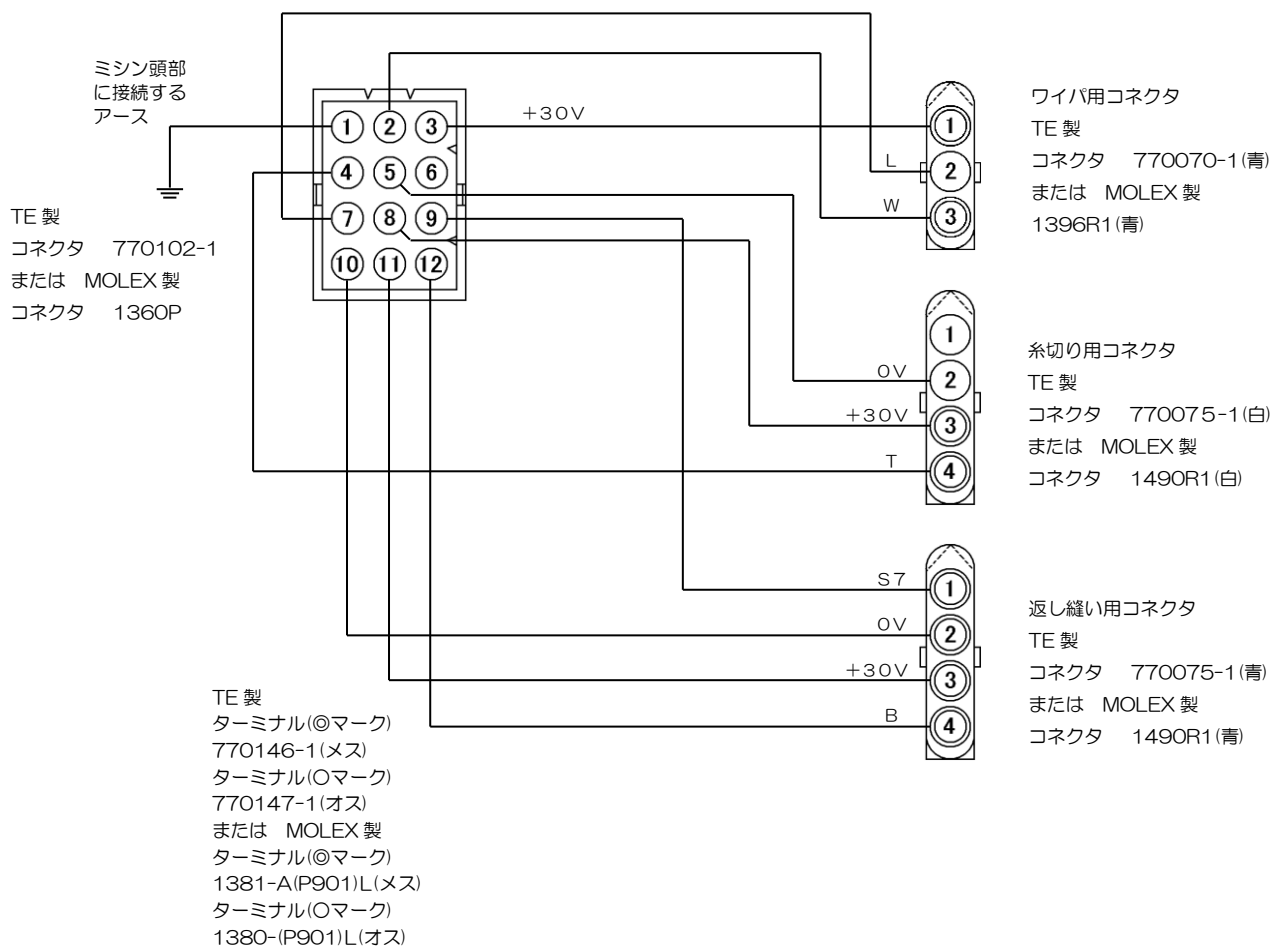 ミシン頭部
に接続する
アース
TE 製
コネクタ 770102-1
または MOLEX 製
コネクタ 1360P
1 2 3
4 5 6
7 8 9
10 11 12
+30V
L
W
1
2
3
ワイパ用コネクタ
TE 製
コネクタ 770070-1(青)
または MOLEX 製
1396R1(青)
0V
+30V
T
1
2
3
4
糸切り用コネクタ
TE 製
コネクタ 770075-1(白)
または MOLEX 製
コネクタ 1490R1(白)
S7
0V
+30V
B
1
2
3
4
返し縫い用コネクタ
TE 製
コネクタ 770075-1(青)
または MOLEX 製
コネクタ 1490R1(青)
TE 製
ターミナル(◎マーク)
770146-1(メス)
ターミナル(○マーク)
770147-1(オス)
または MOLEX 製
ターミナル(◎マーク)
1381-A(P901)L(メス)
ターミナル(○マーク)
1380-(P901)L(オス)